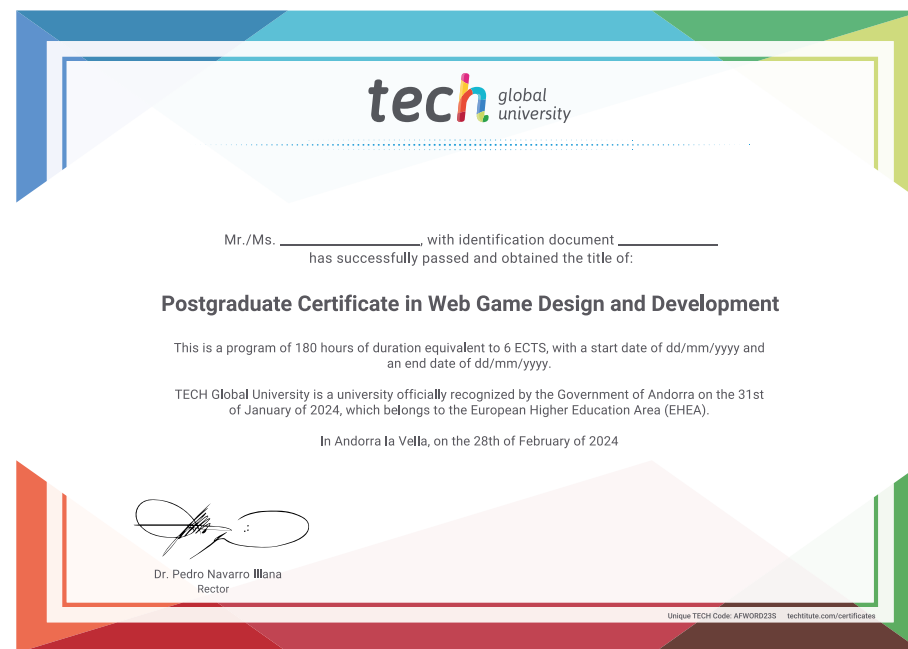 tech global university
Mr./Ms. ____________________, with identification document ______________
has successfully passed and obtained the title of:
Postgraduate Certificate in Web Game Design and Development
This is a program of 180 hours of duration equivalent to 6 ECTS, with a start date of dd/mm/yyyy and
an end date of dd/mm/yyyy.
TECH Global University is a university officially recognized by the Government of Andorra on the 31st
of January of 2024, which belongs to the European Higher Education Area (EHEA).
In Andorra la Vella, on the 28th of February of 2024
Dr. Pedro Navarro Illana
Rector
Unique TECH Code: AFWORD23S techtitute.com/certificates